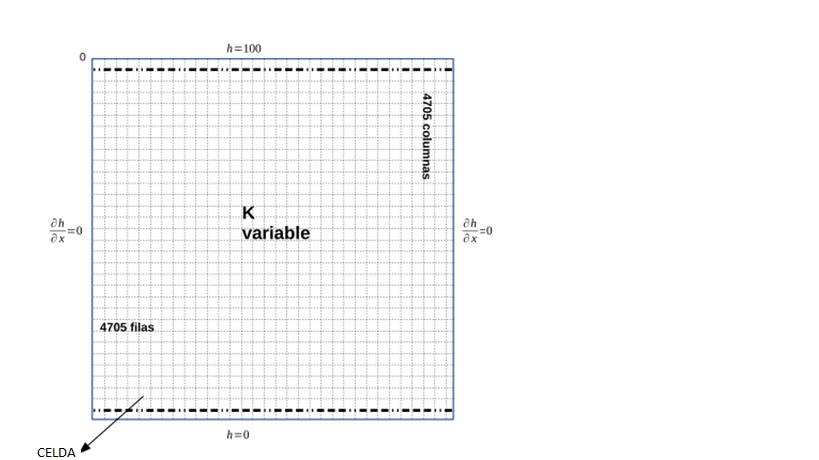 h=100
0
4705 columnas
K
variable
∂h/∂x=0
∂h/∂x=0
4705 filas
h=0
CELDA